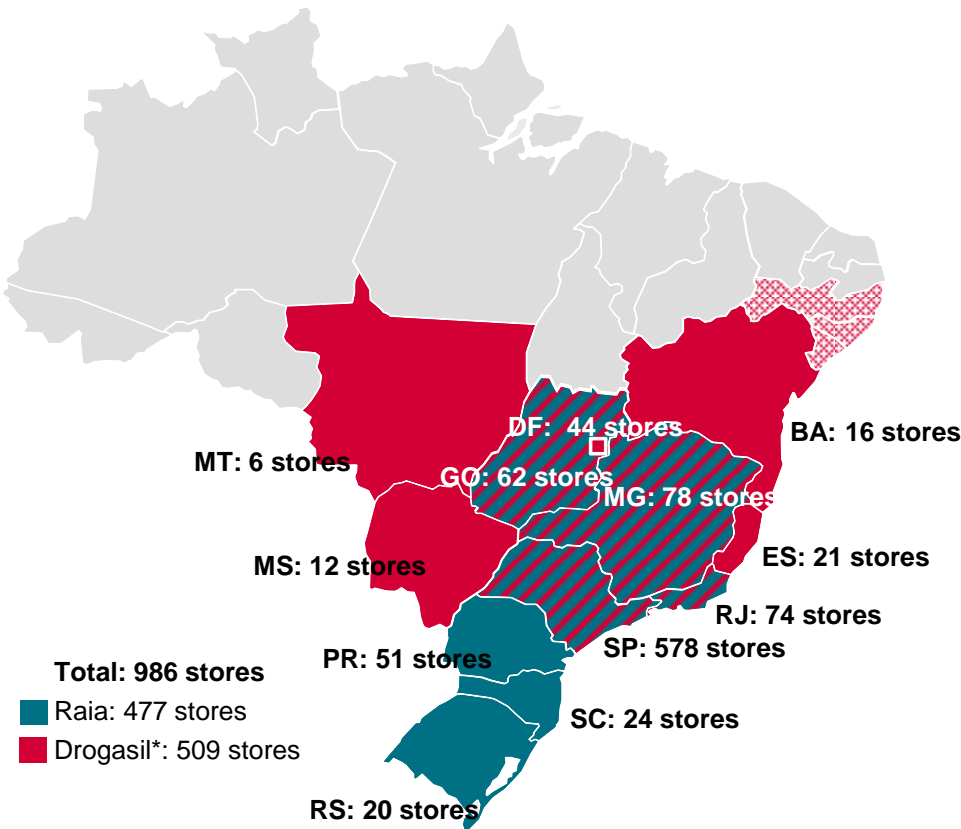 DF: 44 stores
BA: 16 stores
MT: 6 stores
GO: 62 stores
MG: 78 stores
ES: 21 stores
MS: 12 stores
RJ: 74 stores
SP: 578 stores
PR: 51 stores
Total: 986 stores
Raia: 477 stores
SC: 24 stores
Drogasil*: 509 stores
RS: 20 stores